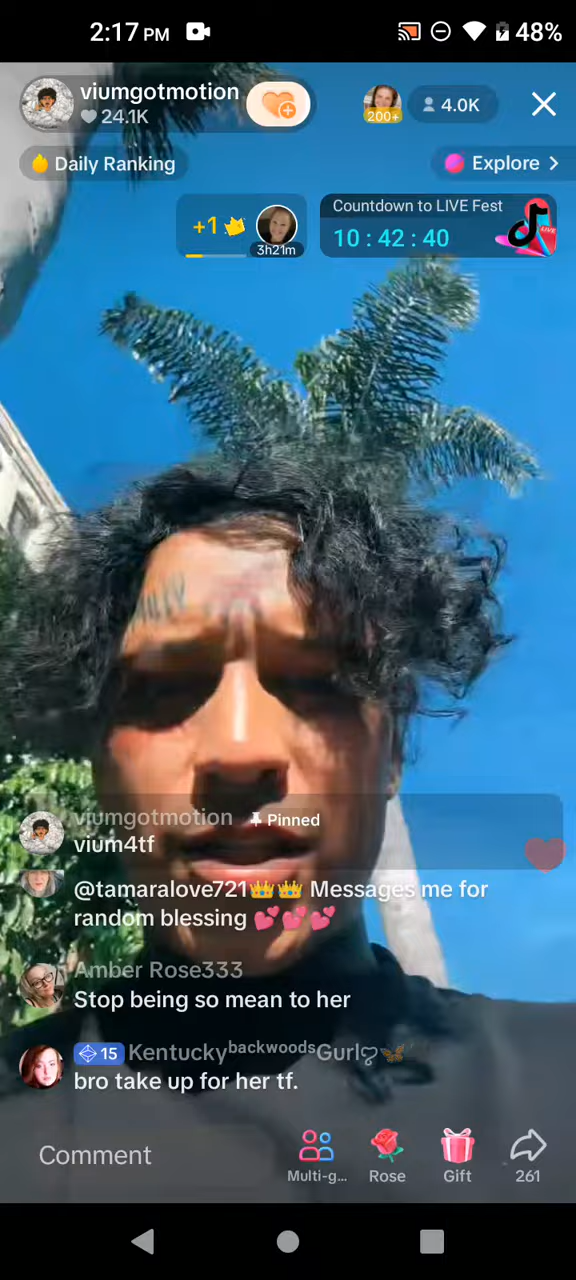 2:17 PM
48%
viumgotmotion
24.1K
200+
4.0K
Daily Ranking
Explore >
+1
3h21m
Countdown to LIVE Fest
10 : 42 : 40
LIVE
viumgotmotion Pinned
vium4tf
@tamaralove721👑👑 Messages me for
random blessing 💕💕💕
Amber Rose333
Stop being so mean to her
15 KentuckyᵇᵃᶜᵏʷᵒᵒᵈˢGurlღ🦋
bro take up for her tf.
Comment
Multi-g...
Rose
Gift
261